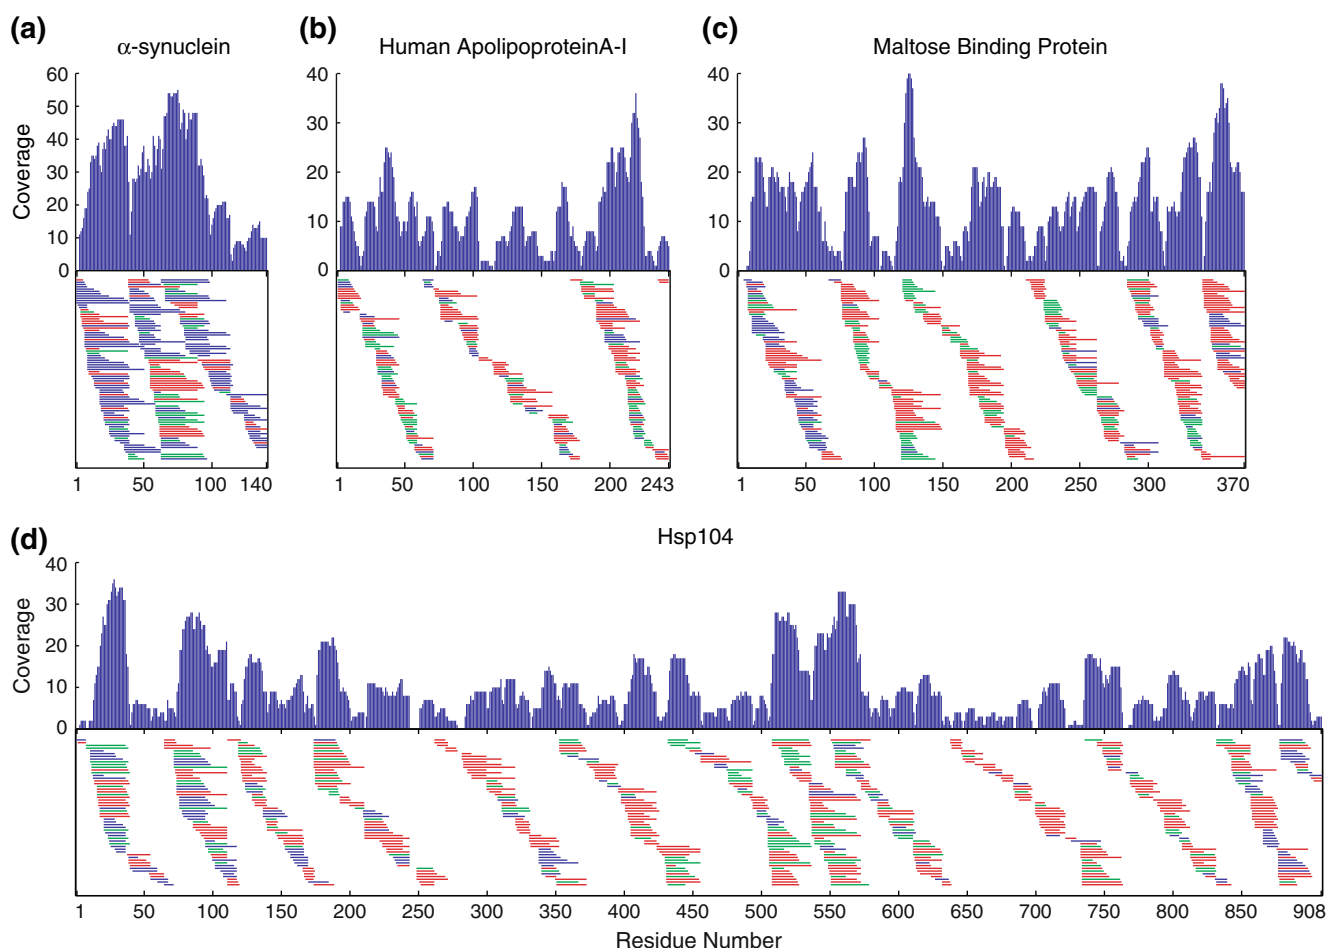 (a)
α-synuclein
60
50
40
30
20
10
0
Coverage
1 50 100 140
(b)
Human ApolipoproteinA-I
40
30
20
10
0
1 50 100 150 200 243
(c)
Maltose Binding Protein
40
30
20
10
0
1 50 100 150 200 250 300 370
(d)
Hsp104
40
30
20
10
0
Coverage
1 50 100 150 200 250 300 350 400 450 500 550 600 650 700 750 800 850 908
Residue Number